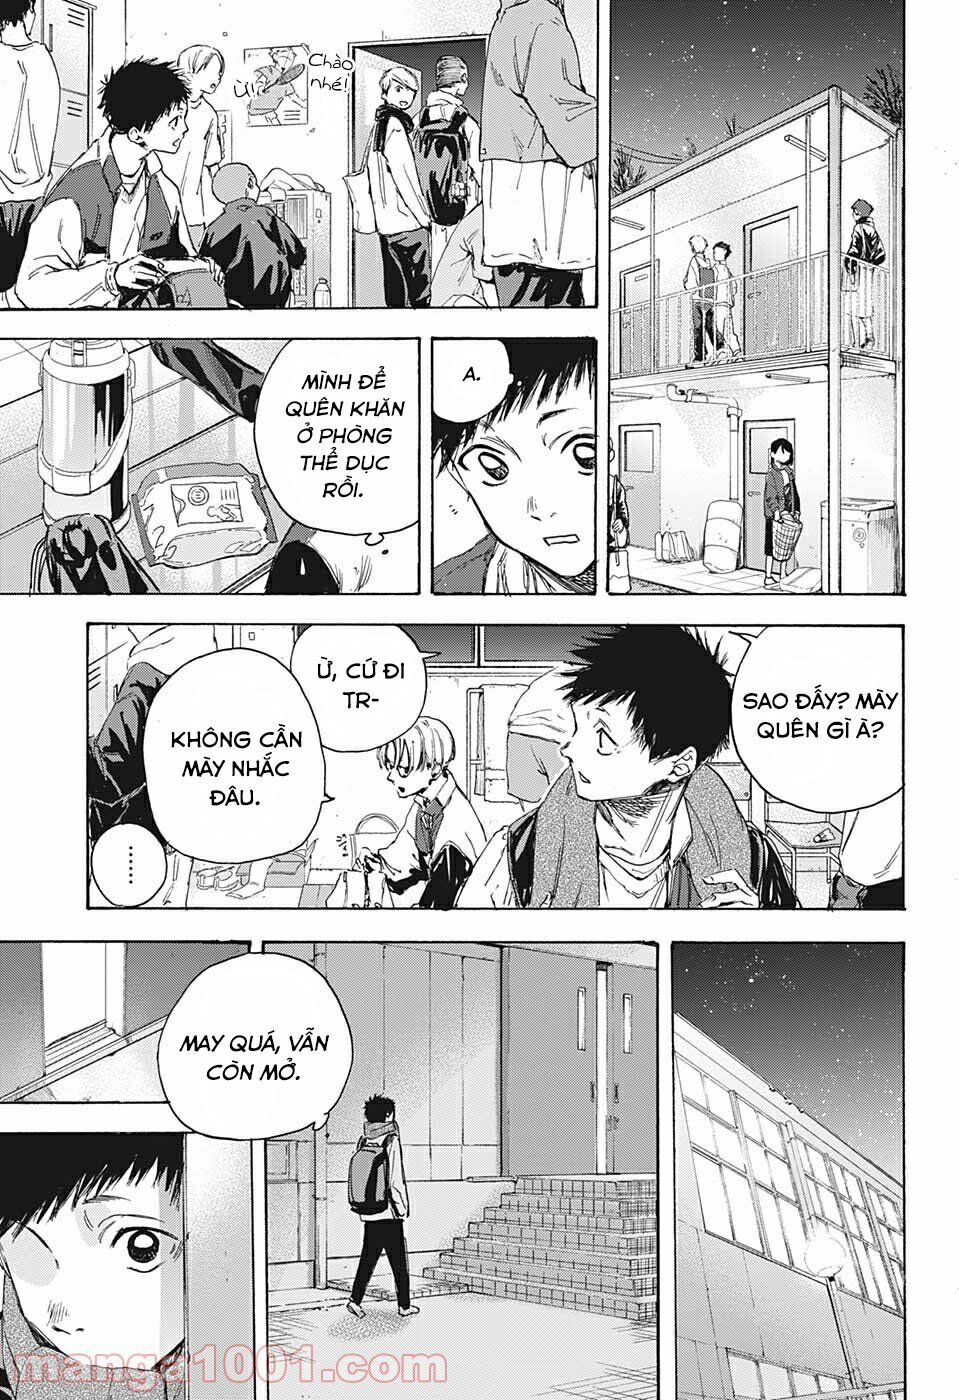 Chào
nhé!
Ừ!
A.
MÌNH ĐỂ
QUÊN KHĂN
Ở PHÒNG
THỂ DỤC
RỒI.
SAO ĐẤY? MÀY
QUÊN GÌ À?
Ừ, CỨ ĐI
TR-
KHÔNG CẦN
MÀY NHẮC
ĐÂU.
......
MAY QUÁ, VẪN
CÒN MỞ.
manga1001.com